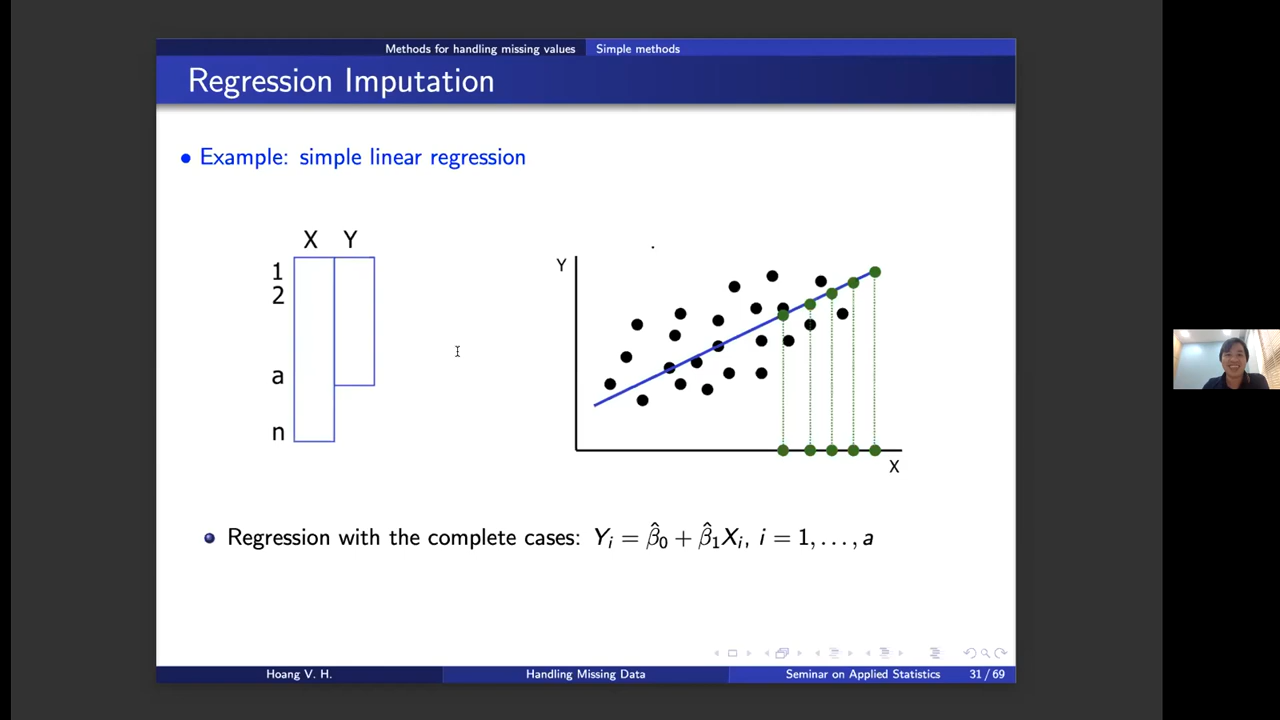 Methods for handling missing values Simple methods
Regression Imputation
Example: simple linear regression
X Y
1
2
a
n
Y
X
Regression with the complete cases: Yᵢ = β̂₀ + β̂₁Xᵢ, i = 1, . . . , a
Hoang V. H. Handling Missing Data Seminar on Applied Statistics 31 / 69